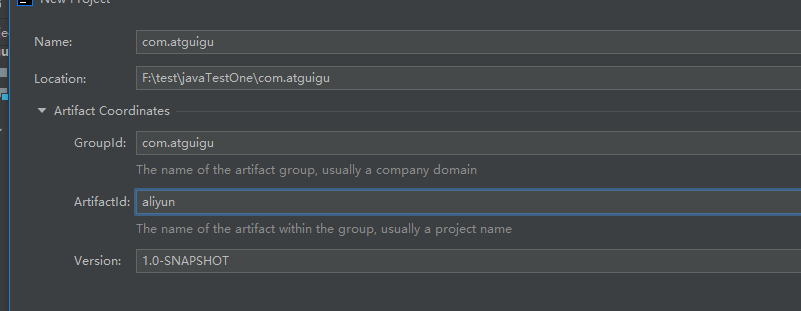 New Project
Name: com.atguigu
Location: F:\test\javaTestOne\com.atguigu
Artifact Coordinates
GroupId: com.atguigu
The name of the artifact group, usually a company domain
ArtifactId: aliyun
The name of the artifact within the group, usually a project name
Version: 1.0-SNAPSHOT